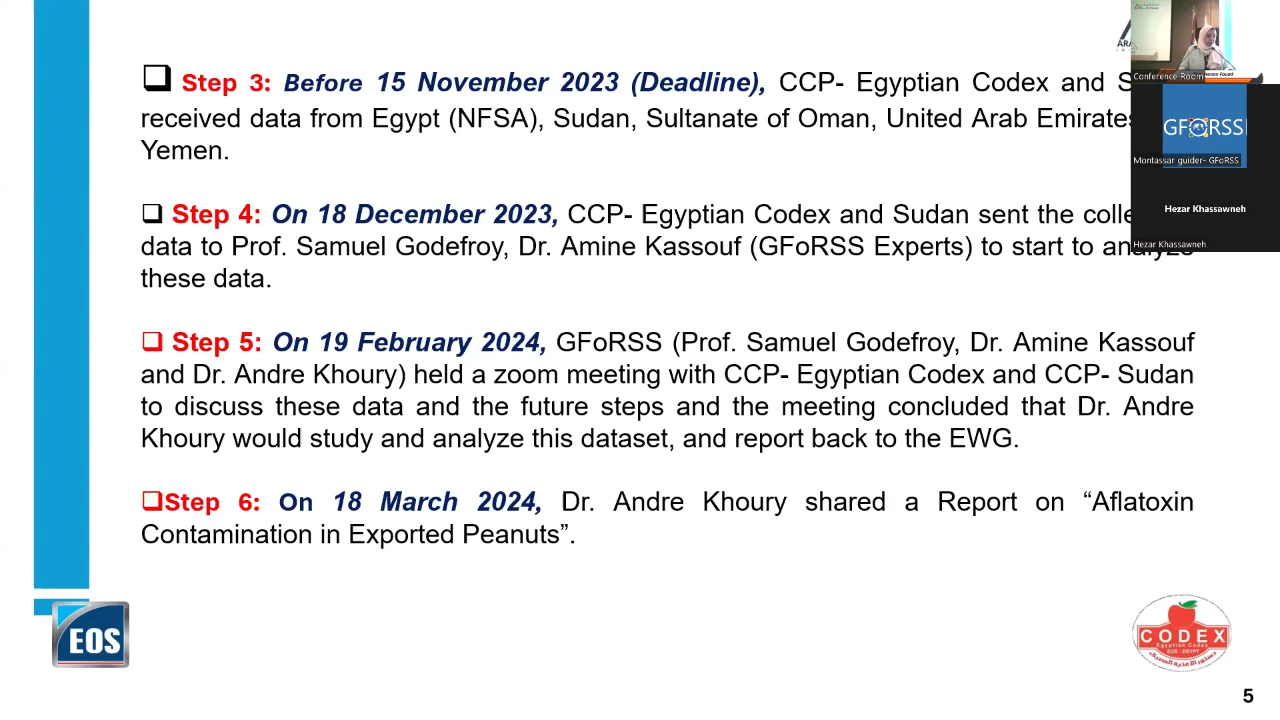 Step 3: Before 15 November 2023 (Deadline), CCP- Egyptian Codex and
received data from Egypt (NFSA), Sudan, Sultanate of Oman, United Arab Emirates
Yemen.
Step 4: On 18 December 2023, CCP- Egyptian Codex and Sudan sent the
data to Prof. Samuel Godefroy, Dr. Amine Kassouf (GFoRSS Experts) to start to analyze
these data.
Step 5: On 19 February 2024, GFoRSS (Prof. Samuel Godefroy, Dr. Amine Kassouf
and Dr. Andre Khoury) held a zoom meeting with CCP- Egyptian Codex and CCP- Sudan
to discuss these data and the future steps and the meeting concluded that Dr. Andre
Khoury would study and analyze this dataset, and report back to the EWG.
Step 6: On 18 March 2024, Dr. Andre Khoury shared a Report on “Aflatoxin
Contamination in Exported Peanuts”.
Conference-Room
GFoRSS
Montassar guider- GFoRSS
Hezar Khassawneh
Hezar Khassawneh
EOS
CODEX
Egyptian Codex
EOS - EGYPT
5